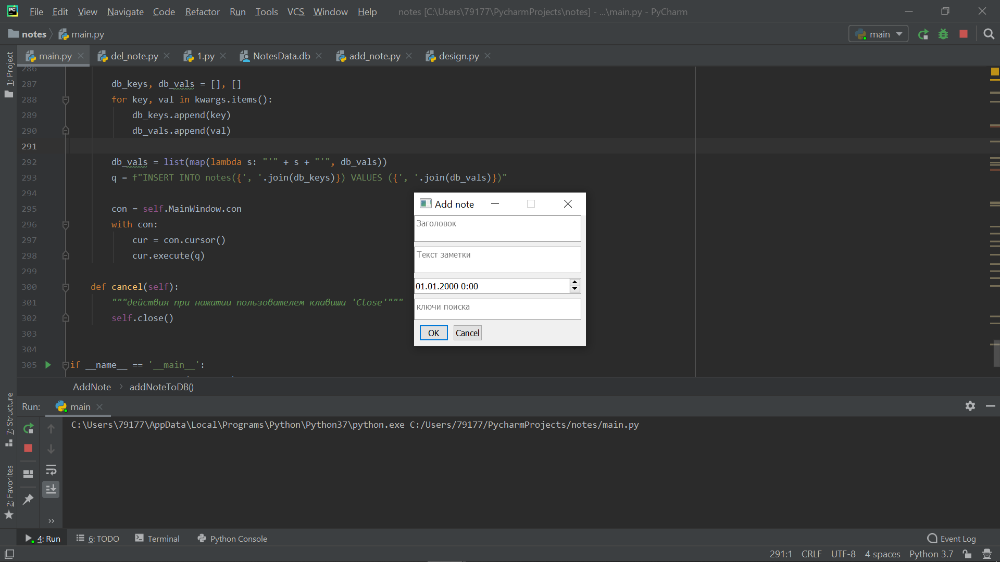 File Edit View Navigate Code Refactor Run Tools VCS Window Help notes [C:\Users\79177\PycharmProjects\notes] - ...\main.py - PyCharm
notes main.py main
main.py del_note.py 1.py NotesData.db add_note.py design.py
1: Project
286
287 db_keys, db_vals = [], []
288 for key, val in kwargs.items():
289 db_keys.append(key)
290 db_vals.append(val)
291
292 db_vals = list(map(lambda s: "'" + s + "'", db_vals))
293 q = f"INSERT INTO notes({', '.join(db_keys)}) VALUES ({', '.join(db_vals)})"
294
295 con = self.MainWindow.con
296 with con:
297 cur = con.cursor()
298 cur.execute(q)
299
300 def cancel(self):
301 """действия при нажатии пользователем клавиши 'Close'"""
302 self.close()
303
304
305 if __name__ == '__main__':
Add note
Заголовок
Текст заметки
01.01.2000 0:00
ключи поиска
OK Cancel
AddNote addNoteToDB()
7: Structure
2: Favorites
Run: main
C:\Users\79177\AppData\Local\Programs\Python\Python37\python.exe C:/Users/79177/PycharmProjects/notes/main.py
4: Run 6: TODO Terminal Python Console Event Log
291:1 CRLF UTF-8 4 spaces Python 3.7